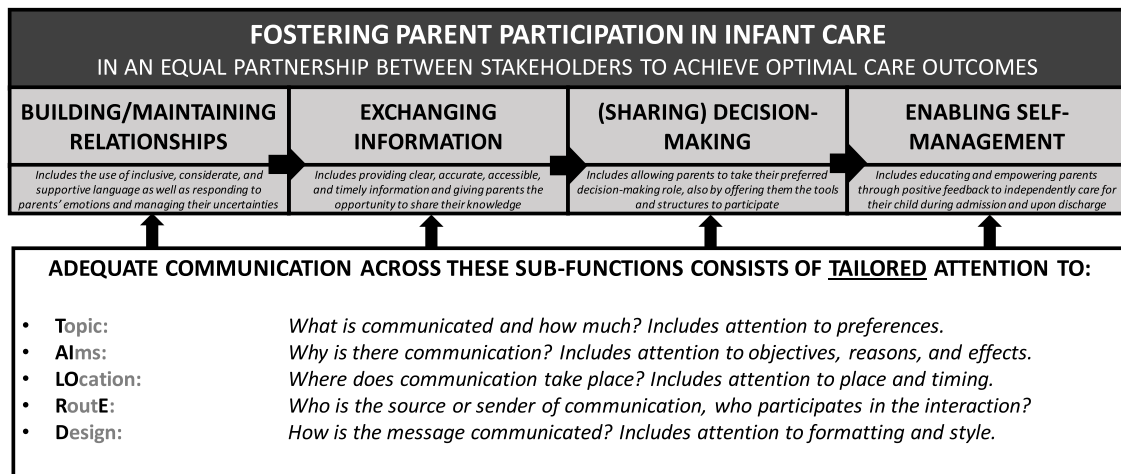 FOSTERING PARENT PARTICIPATION IN INFANT CARE
IN AN EQUAL PARTNERSHIP BETWEEN STAKEHOLDERS TO ACHIEVE OPTIMAL CARE OUTCOMES
BUILDING/MAINTAINING
RELATIONSHIPS
Includes the use of inclusive, considerate, and
supportive language as well as responding to
parents' emotions and managing their uncertainties
EXCHANGING
INFORMATION
Includes providing clear, accurate, accessible,
and timely information and giving parents the
opportunity to share their knowledge
(SHARING) DECISION-
MAKING
Includes allowing parents to take their preferred
decision-making role, also by offering them the tools
and structures to participate
ENABLING SELF-
MANAGEMENT
Includes educating and empowering parents
through positive feedback to independently care for
their child during admission and upon discharge
ADEQUATE COMMUNICATION ACROSS THESE SUB-FUNCTIONS CONSISTS OF TAILORED ATTENTION TO:
• Topic: What is communicated and how much? Includes attention to preferences.
• AIms: Why is there communication? Includes attention to objectives, reasons, and effects.
• LOcation: Where does communication take place? Includes attention to place and timing.
• RoutE: Who is the source or sender of communication, who participates in the interaction?
• Design: How is the message communicated? Includes attention to formatting and style.